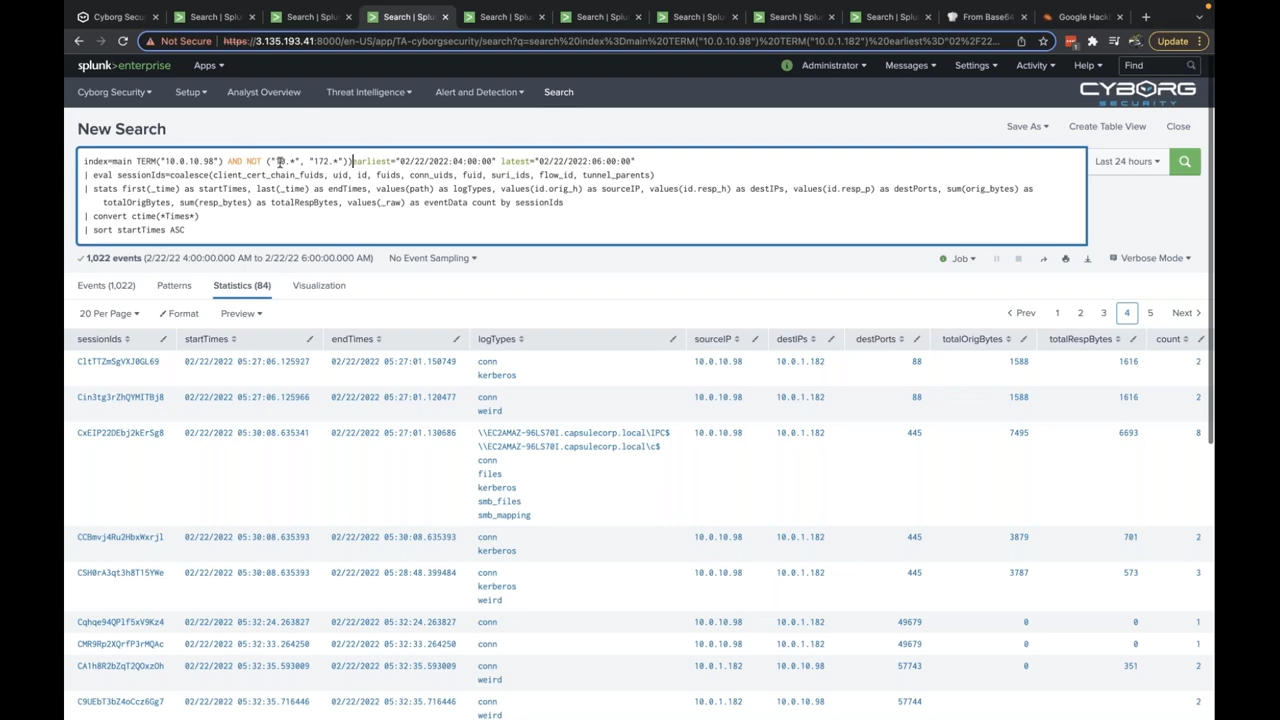 Cyborg Security
Search | Splun
Search | Splun
Search | Splun
Search | Splun
Search | Splun
Search | Splun
Search | Splun
Search | Splun
From Base64
Google Hack
Update
Not Secure https://3.135.193.41:8000/en-US/app/TA-cyborgsecurity/search?q=search%20index%3Dmain%20TERM("10.0.10.98")%20TERM("10.0.1.182")%20earliest%3D"02%2F22...
splunk>enterprise Apps
Administrator Messages Settings Activity Help Find
Cyborg Security Setup Analyst Overview Threat Intelligence Alert and Detection Search
CYBORG
SECURITY
New Search
Save As Create Table View Close
index=main TERM("10.0.10.98") AND NOT ("10.*", "172.*"))earliest="02/22/2022:04:00:00" latest="02/22/2022:06:00:00"
| eval sessionIds=coalesce(client_cert_chain_fuids, uid, id, fuids, conn_uids, fuid, suri_ids, flow_id, tunnel_parents)
| stats first(_time) as startTimes, last(_time) as endTimes, values(path) as logTypes, values(id.orig_h) as sourceIP, values(id.resp_h) as destIPs, values(id.resp_p) as destPorts, sum(orig_bytes) as
totalOrigBytes, sum(resp_bytes) as totalRespBytes, values(_raw) as eventData count by sessionIds
| convert ctime(*Times*)
| sort startTimes ASC
Last 24 hours
1,022 events (2/22/22 4:00:00.000 AM to 2/22/22 6:00:00.000 AM) No Event Sampling
Job Verbose Mode
Events (1,022) Patterns Statistics (84) Visualization
20 Per Page Format Preview
Prev 1 2 3 4 5 Next
sessionIds startTimes endTimes logTypes sourceIP destIPs destPorts totalOrigBytes totalRespBytes count
C1tTTZmSgVXJ0GL69 02/22/2022 05:27:06.125927 02/22/2022 05:27:01.150749 conn 10.0.10.98 10.0.1.182 88 1588 1616 2
kerberos
Cin3tg3rZhQYMITBj8 02/22/2022 05:27:06.125966 02/22/2022 05:27:01.120477 conn 10.0.10.98 10.0.1.182 88 1588 1616 2
weird
CxEIP22DEbj2kErSg8 02/22/2022 05:30:08.635341 02/22/2022 05:27:01.130686 \\EC2AMAZ-96LS70I.capsulecorp.local\IPC$ 10.0.10.98 10.0.1.182 445 7495 6693 8
\\EC2AMAZ-96LS70I.capsulecorp.local\c$
conn
files
kerberos
smb_files
smb_mapping
CCBmvj4Ru2HbxWxrjl 02/22/2022 05:30:08.635393 02/22/2022 05:30:08.635393 conn 10.0.10.98 10.0.1.182 445 3879 701 2
kerberos
CSH0rA3qt3h8T15YWe 02/22/2022 05:30:08.635393 02/22/2022 05:28:48.399484 conn 10.0.10.98 10.0.1.182 445 3787 573 3
kerberos
weird
Cqhqe94QPlf5xV9Kz4 02/22/2022 05:32:24.263827 02/22/2022 05:32:24.263827 conn 10.0.10.98 10.0.1.182 49679 0 0 1
CMR9Rp2XQrfP3rMQAc 02/22/2022 05:32:33.264250 02/22/2022 05:32:33.264250 conn 10.0.10.98 10.0.1.182 49679 0 0 1
CA1h8R2bZqT2QOxzOh 02/22/2022 05:32:35.593009 02/22/2022 05:32:35.593009 conn 10.0.1.182 10.0.10.98 57743 0 351 2
C9UEbT3bZ4oCcz6Gg7 02/22/2022 05:32:35.716446 02/22/2022 05:32:35.716446 conn 10.0.1.182 10.0.10.98 57744 2
weird